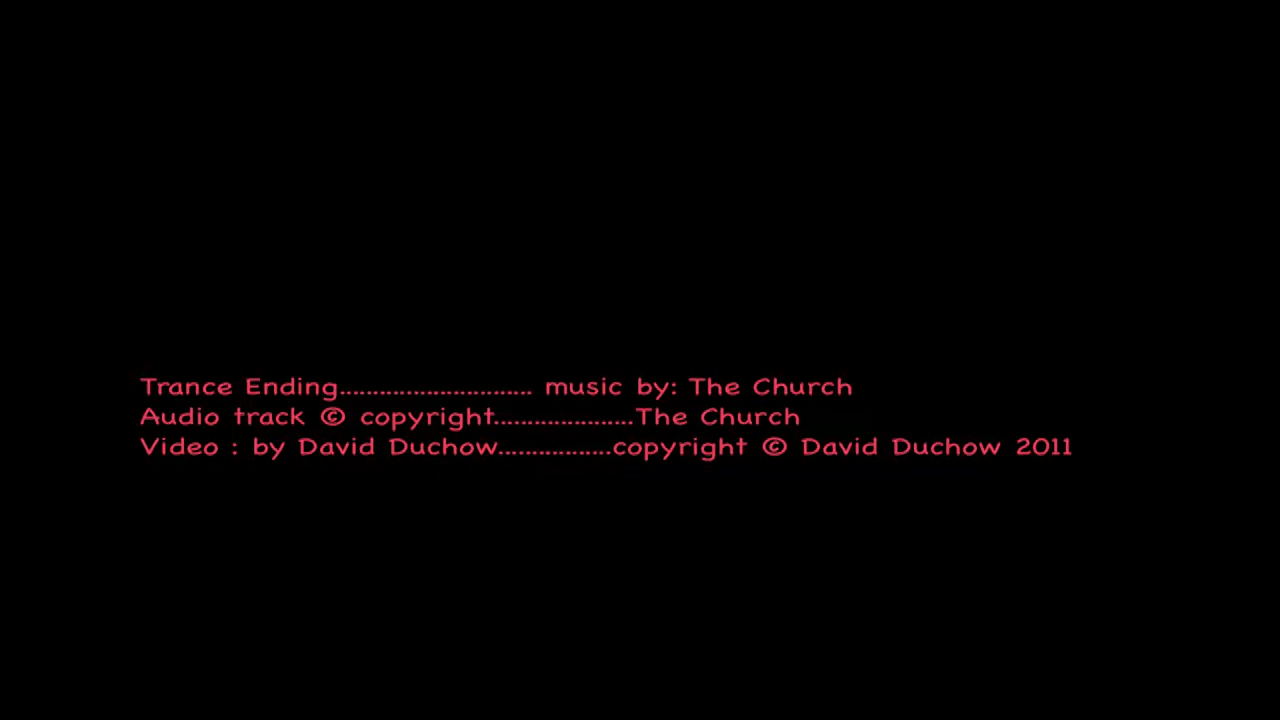 Trance Ending............................. music by: The Church
Audio track © copyright.....................The Church
Video : by David Duchow.................copyright © David Duchow 2011